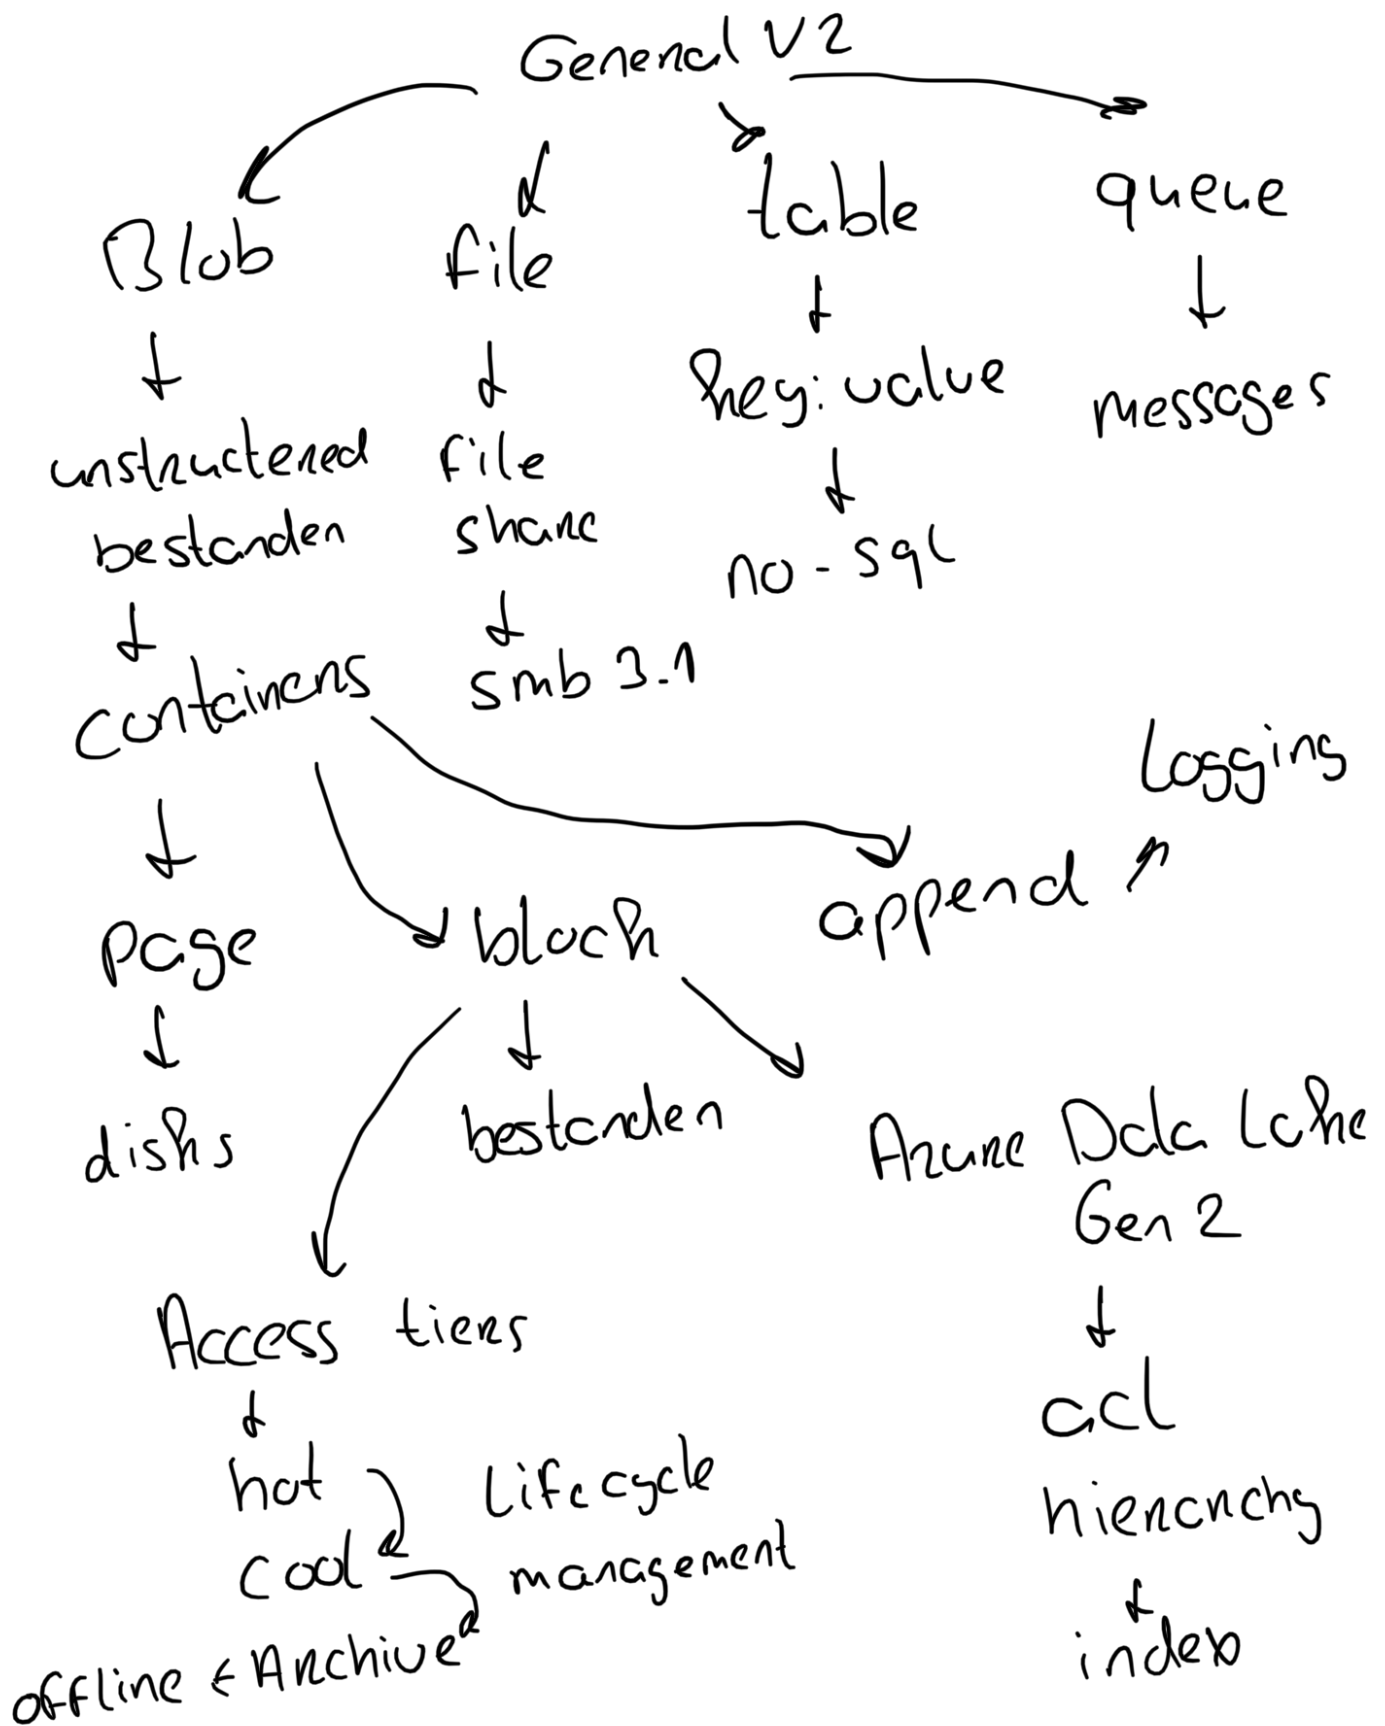 General V2
Blob
file
table
queue
unstructered
bestanden
file
share
key: value
messages
no-sql
containers
smb 3.1
Logging
page
block
append
disks
bestanden
Azure Data Lake
Gen 2
Access tiers
acl
hot
cool
Lifecycle
management
hierarchy
offline
Archive
index